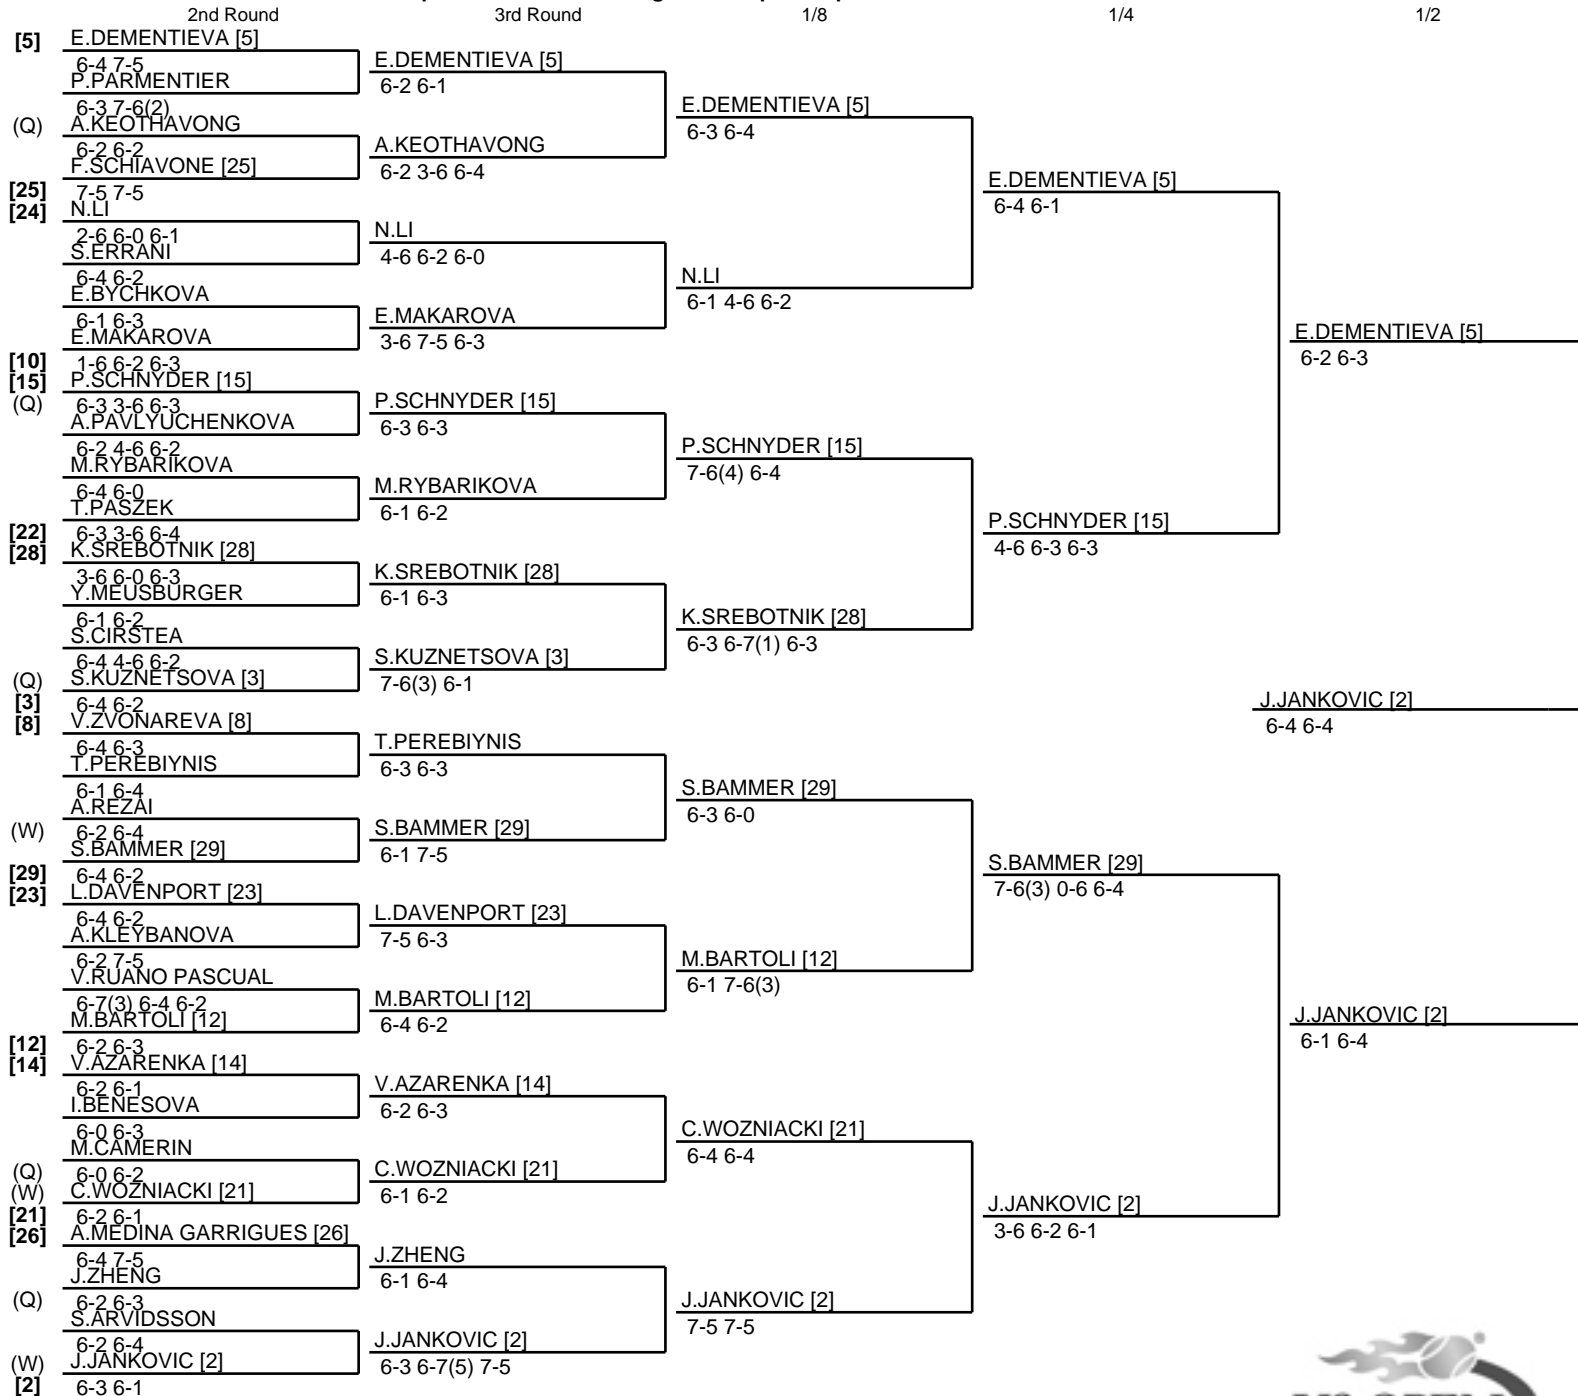 2nd Round
3rd Round
1/8
1/4
1/2
[5]
E.DEMENTIEVA [5]
6-4 7-5
P.PARMENTIER
6-3 7-6(2)
(Q)
A.KEOTHAVONG
6-2 6-2
F.SCHIAVONE [25]
[25]
7-5 7-5
[24]
N.LI
2-6 6-0 6-1
S.ERRANI
6-4 6-2
E.BYCHKOVA
6-1 6-3
E.MAKAROVA
[10]
1-6 6-2 6-3
[15]
P.SCHNYDER [15]
(Q)
6-3 3-6 6-3
A.PAVLYUCHENKOVA
6-2 4-6 6-2
M.RYBARIKOVA
6-4 6-0
T.PASZEK
[22]
6-3 3-6 6-4
[28]
K.SREBOTNIK [28]
3-6 6-0 6-3
Y.MEUSBURGER
6-1 6-2
S.CIRSTEA
6-4 4-6 6-2
(Q)
S.KUZNETSOVA [3]
[3]
6-4 6-2
[8]
V.ZVONAREVA [8]
6-4 6-3
T.PEREBIYNIS
6-1 6-4
A.REZAI
(W)
6-2 6-4
S.BAMMER [29]
[29]
6-4 6-2
[23]
L.DAVENPORT [23]
6-4 6-2
A.KLEYBANOVA
6-2 7-5
V.RUANO PASCUAL
6-7(3) 6-4 6-2
M.BARTOLI [12]
[12]
6-2 6-3
[14]
V.AZARENKA [14]
6-2 6-1
I.BENESOVA
6-0 6-3
M.CAMERIN
(Q)
6-0 6-2
(W)
C.WOZNIACKI [21]
[21]
6-2 6-1
[26]
A.MEDINA GARRIGUES [26]
6-4 7-5
J.ZHENG
(Q)
6-2 6-3
S.ARVIDSSON
6-2 6-4
(W)
J.JANKOVIC [2]
[2]
6-3 6-1
E.DEMENTIEVA [5]
6-2 6-1
A.KEOTHAVONG
6-2 3-6 6-4
N.LI
4-6 6-2 6-0
E.MAKAROVA
3-6 7-5 6-3
P.SCHNYDER [15]
6-3 6-3
M.RYBARIKOVA
6-1 6-2
K.SREBOTNIK [28]
6-1 6-3
S.KUZNETSOVA [3]
7-6(3) 6-1
T.PEREBIYNIS
6-3 6-3
S.BAMMER [29]
6-1 7-5
L.DAVENPORT [23]
7-5 6-3
M.BARTOLI [12]
6-4 6-2
V.AZARENKA [14]
6-2 6-3
C.WOZNIACKI [21]
6-1 6-2
J.ZHENG
6-1 6-4
J.JANKOVIC [2]
6-3 6-7(5) 7-5
E.DEMENTIEVA [5]
6-3 6-4
N.LI
6-1 4-6 6-2
P.SCHNYDER [15]
7-6(4) 6-4
K.SREBOTNIK [28]
6-3 6-7(1) 6-3
S.BAMMER [29]
6-3 6-0
M.BARTOLI [12]
6-1 7-6(3)
C.WOZNIACKI [21]
6-4 6-4
J.JANKOVIC [2]
7-5 7-5
E.DEMENTIEVA [5]
6-4 6-1
P.SCHNYDER [15]
4-6 6-3 6-3
S.BAMMER [29]
7-6(3) 0-6 6-4
J.JANKOVIC [2]
3-6 6-2 6-1
E.DEMENTIEVA [5]
6-2 6-3
J.JANKOVIC [2]
6-4 6-4
J.JANKOVIC [2]
6-1 6-4